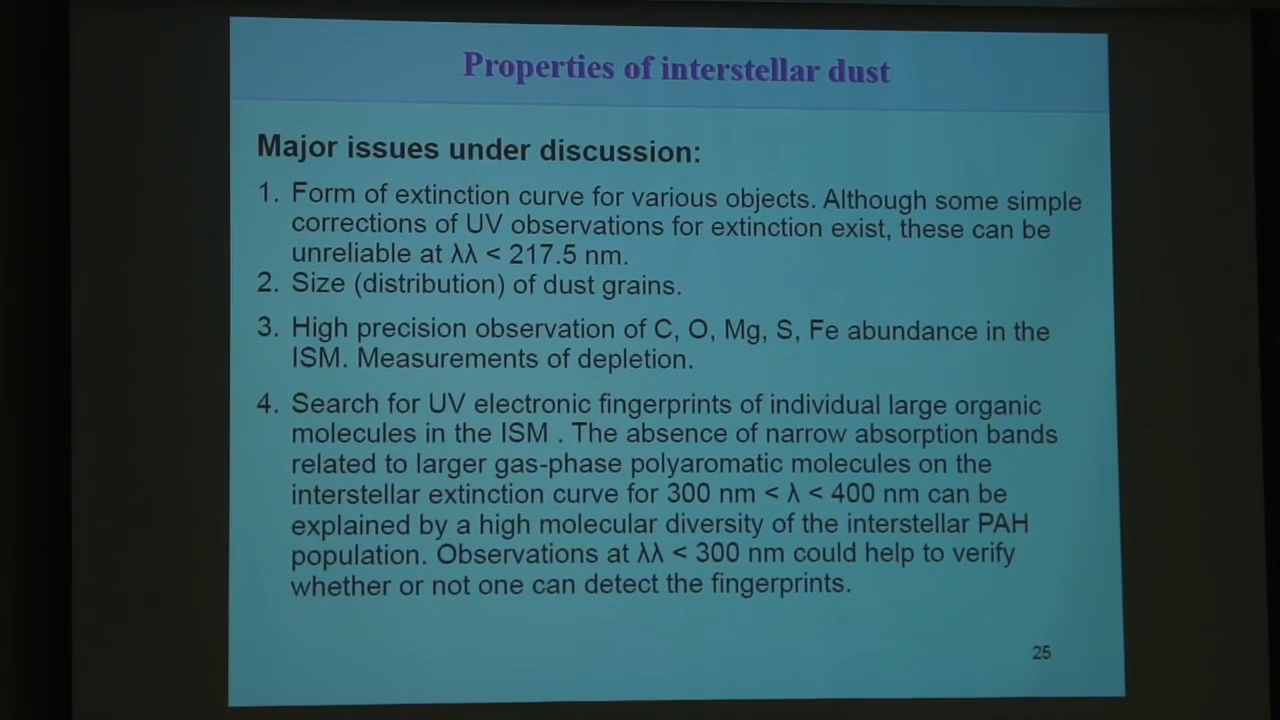 Properties of interstellar dust
Major issues under discussion:
1. Form of extinction curve for various objects. Although some simple
corrections of UV observations for extinction exist, these can be
unreliable at λλ < 217.5 nm.
2. Size (distribution) of dust grains.
3. High precision observation of C, O, Mg, S, Fe abundance in the
ISM. Measurements of depletion.
4. Search for UV electronic fingerprints of individual large organic
molecules in the ISM . The absence of narrow absorption bands
related to larger gas-phase polyaromatic molecules on the
interstellar extinction curve for 300 nm < λ < 400 nm can be
explained by a high molecular diversity of the interstellar PAH
population. Observations at λλ < 300 nm could help to verify
whether or not one can detect the fingerprints.
25